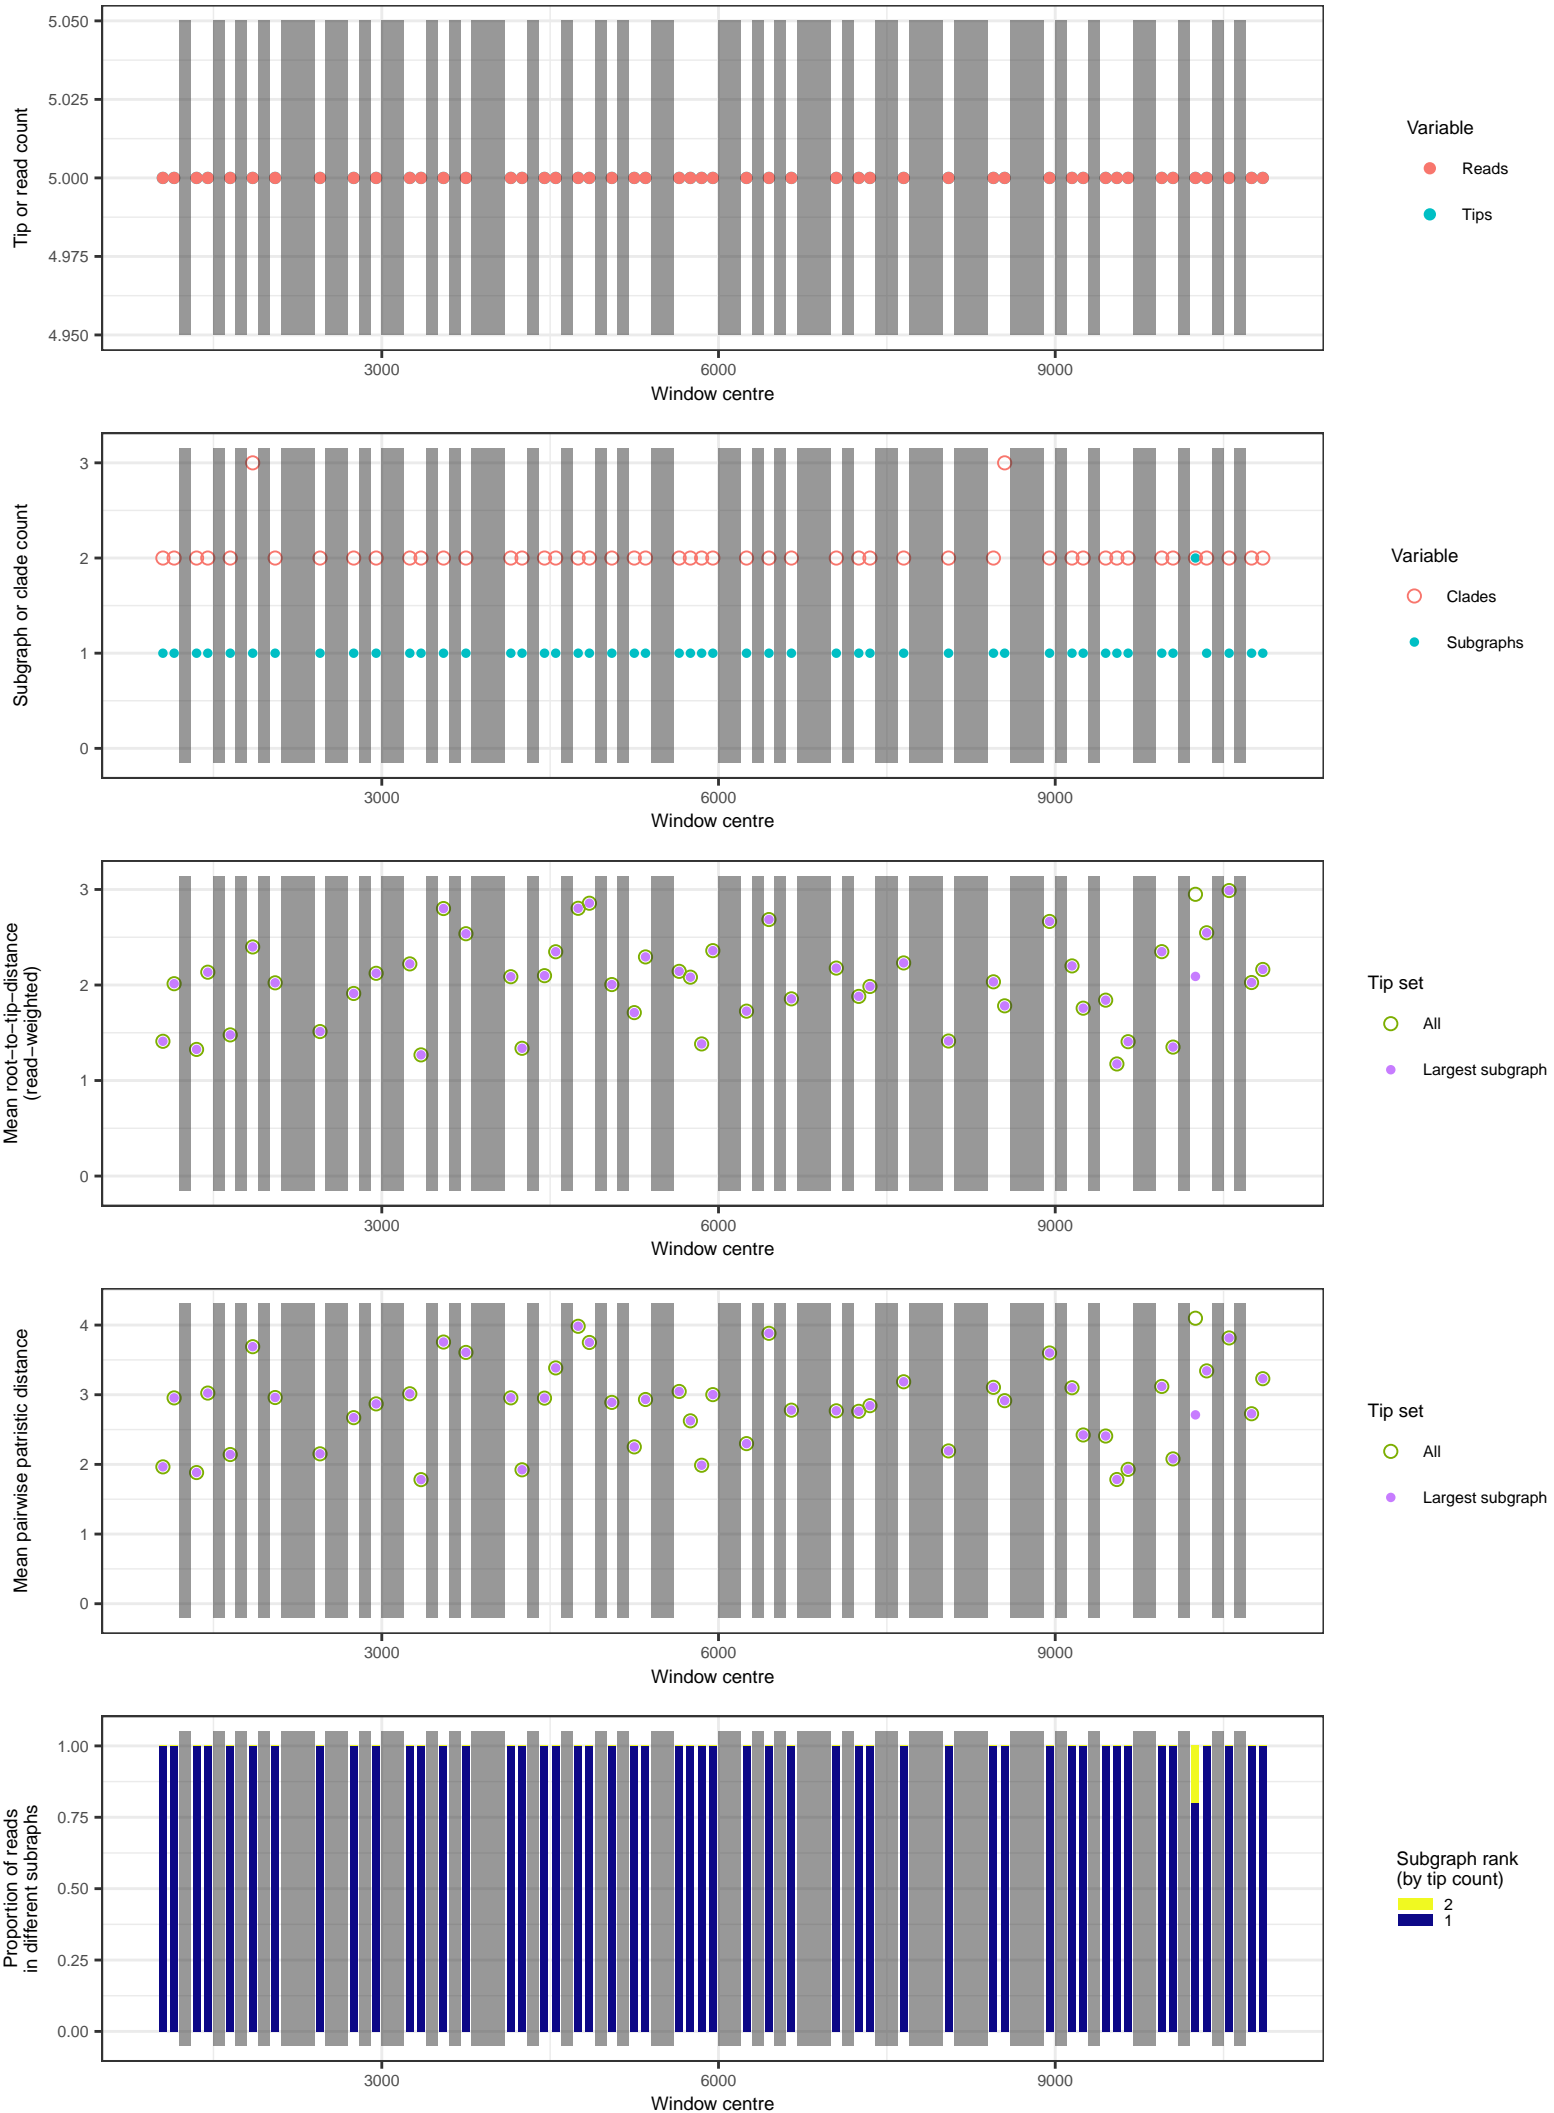 5.050
5.025
5.000
4.975
4.950
Tip or read count
3000
6000
9000
Window centre
Variable
Reads
Tips
3
2
1
0
Subgraph or clade count
3000
6000
9000
Window centre
Variable
Clades
Subgraphs
3
2
1
0
Mean root−to−tip−distance
(read−weighted)
3000
6000
9000
Window centre
Tip set
All
Largest subgraph
4
3
2
1
0
Mean pairwise patristic distance
3000
6000
9000
Window centre
Tip set
All
Largest subgraph
1.00
0.75
0.50
0.25
0.00
Proportion of reads
in different subraphs
3000
6000
9000
Window centre
Subgraph rank
(by tip count)
2
1